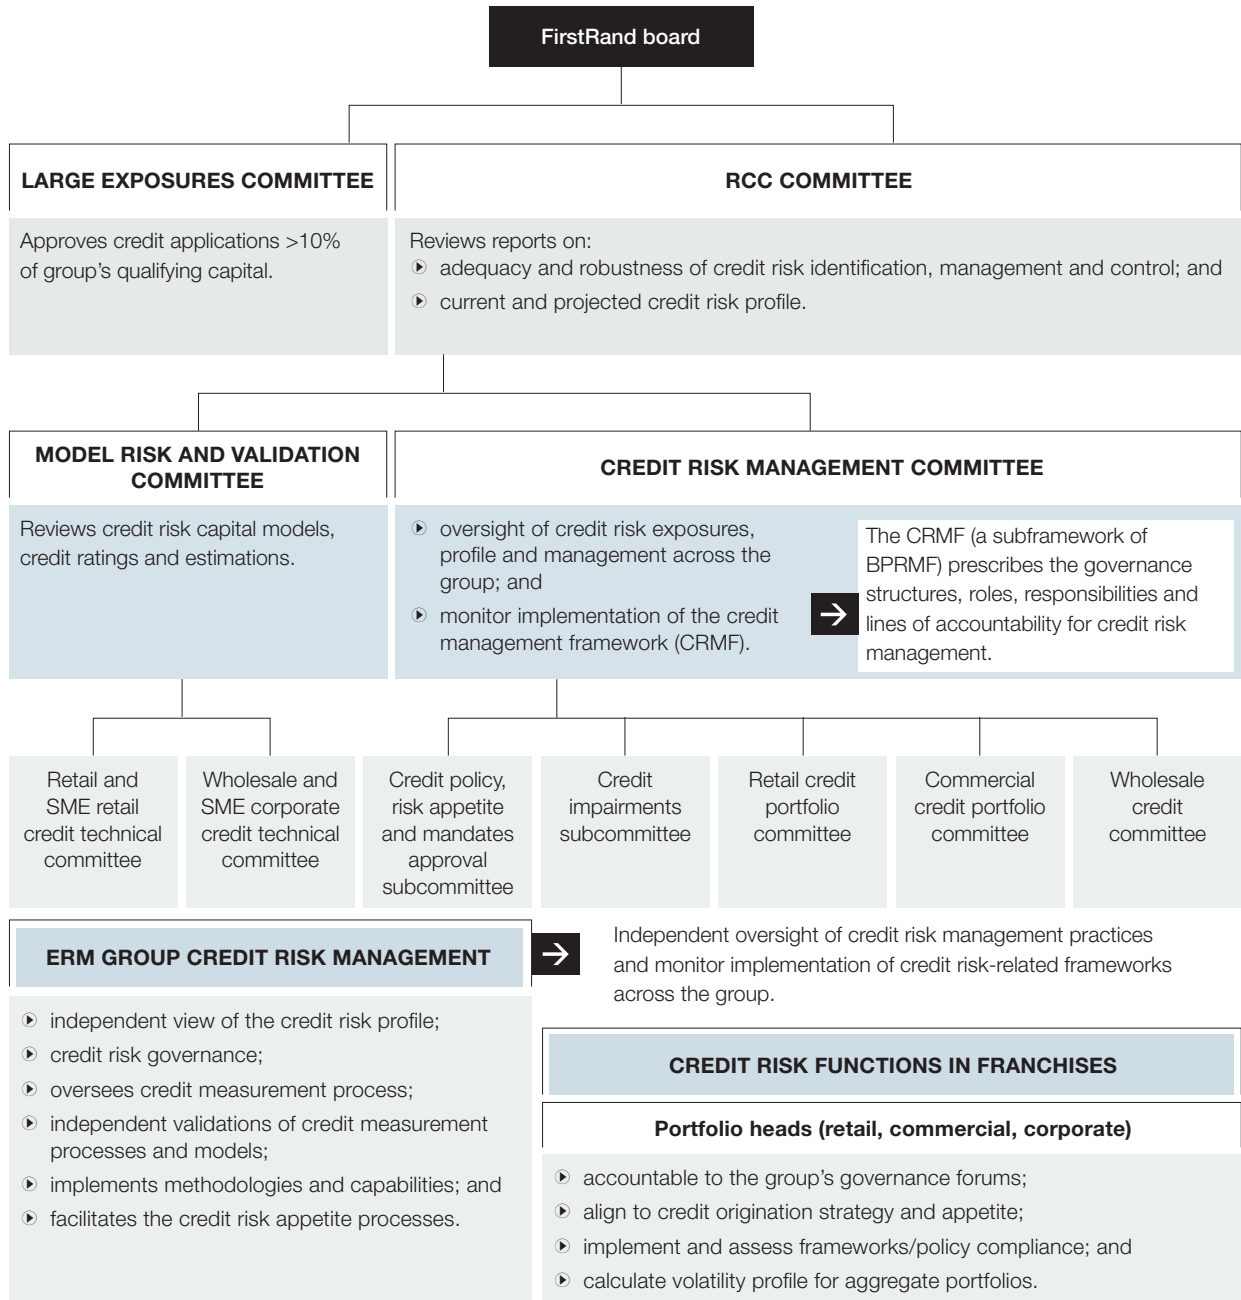 FirstRand board
LARGE EXPOSURES COMMITTEE
Approves credit applications >10%
of group's qualifying capital.
RCC COMMITTEE
Reviews reports on:
adequacy and robustness of credit risk identification, management and control; and
current and projected credit risk profile.
MODEL RISK AND VALIDATION
COMMITTEE
Reviews credit risk capital models,
credit ratings and estimations.
CREDIT RISK MANAGEMENT COMMITTEE
oversight of credit risk exposures,
profile and management across the
group; and
monitor implementation of the credit
management framework (CRMF).
The CRMF (a subframework of
BPRMF) prescribes the governance
structures, roles, responsibilities and
lines of accountability for credit risk
management.
Retail and
SME retail
credit technical
committee
Wholesale and
SME corporate
credit technical
committee
Credit policy,
risk appetite
and mandates
approval
subcommittee
Credit
impairments
subcommittee
Retail credit
portfolio
committee
Commercial
credit portfolio
committee
Wholesale
credit
committee
ERM GROUP CREDIT RISK MANAGEMENT
Independent oversight of credit risk management practices
and monitor implementation of credit risk-related frameworks
across the group.
independent view of the credit risk profile;
credit risk governance;
oversees credit measurement process;
independent validations of credit measurement
processes and models;
implements methodologies and capabilities; and
facilitates the credit risk appetite processes.
CREDIT RISK FUNCTIONS IN FRANCHISES
Portfolio heads (retail, commercial, corporate)
accountable to the group's governance forums;
align to credit origination strategy and appetite;
implement and assess frameworks/policy compliance; and
calculate volatility profile for aggregate portfolios.